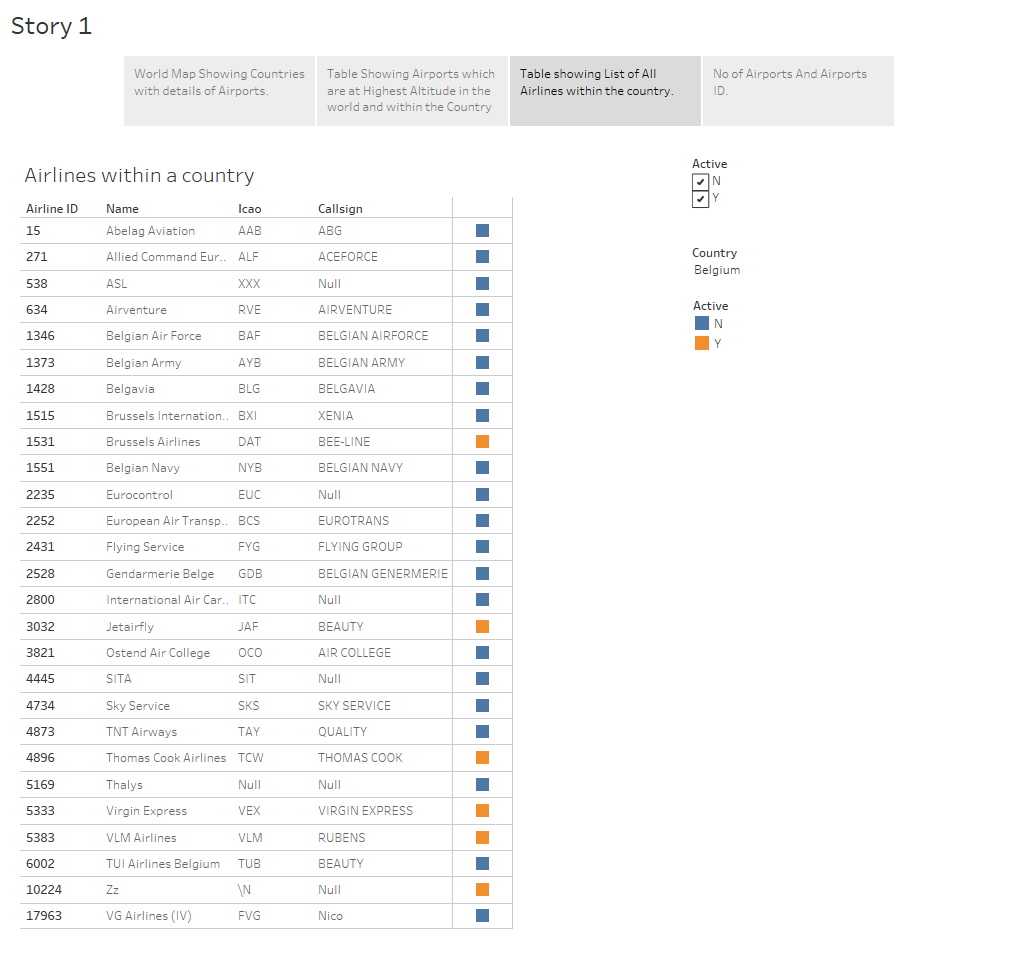 Story 1
World Map Showing Countries
with details of Airports.
Table Showing Airports which
are at Highest Altitude in the
world and within the Country
Table showing List of All
Airlines within the country.
No of Airports And Airports
ID.
Airlines within a country
Airline ID Name Icao Callsign
15 Abelag Aviation AAB ABG
271 Allied Command Eur.. ALF ACEFORCE
538 ASL XXX Null
634 Airventure RVE AIRVENTURE
1346 Belgian Air Force BAF BELGIAN AIRFORCE
1373 Belgian Army AYB BELGIAN ARMY
1428 Belgavia BLG BELGAVIA
1515 Brussels Internation.. BXI XENIA
1531 Brussels Airlines DAT BEE-LINE
1551 Belgian Navy NYB BELGIAN NAVY
2235 Eurocontrol EUC Null
2252 European Air Transp.. BCS EUROTRANS
2431 Flying Service FYG FLYING GROUP
2528 Gendarmerie Belge GDB BELGIAN GENERMERIE
2800 International Air Car.. ITC Null
3032 Jetairfly JAF BEAUTY
3821 Ostend Air College OCO AIR COLLEGE
4445 SITA SIT Null
4734 Sky Service SKS SKY SERVICE
4873 TNT Airways TAY QUALITY
4896 Thomas Cook Airlines TCW THOMAS COOK
5169 Thalys Null Null
5333 Virgin Express VEX VIRGIN EXPRESS
5383 VLM Airlines VLM RUBENS
6002 TUI Airlines Belgium TUB BEAUTY
10224 Zz \N Null
17963 VG Airlines (IV) FVG Nico
Active
N
Y
Country
Belgium
Active
N
Y